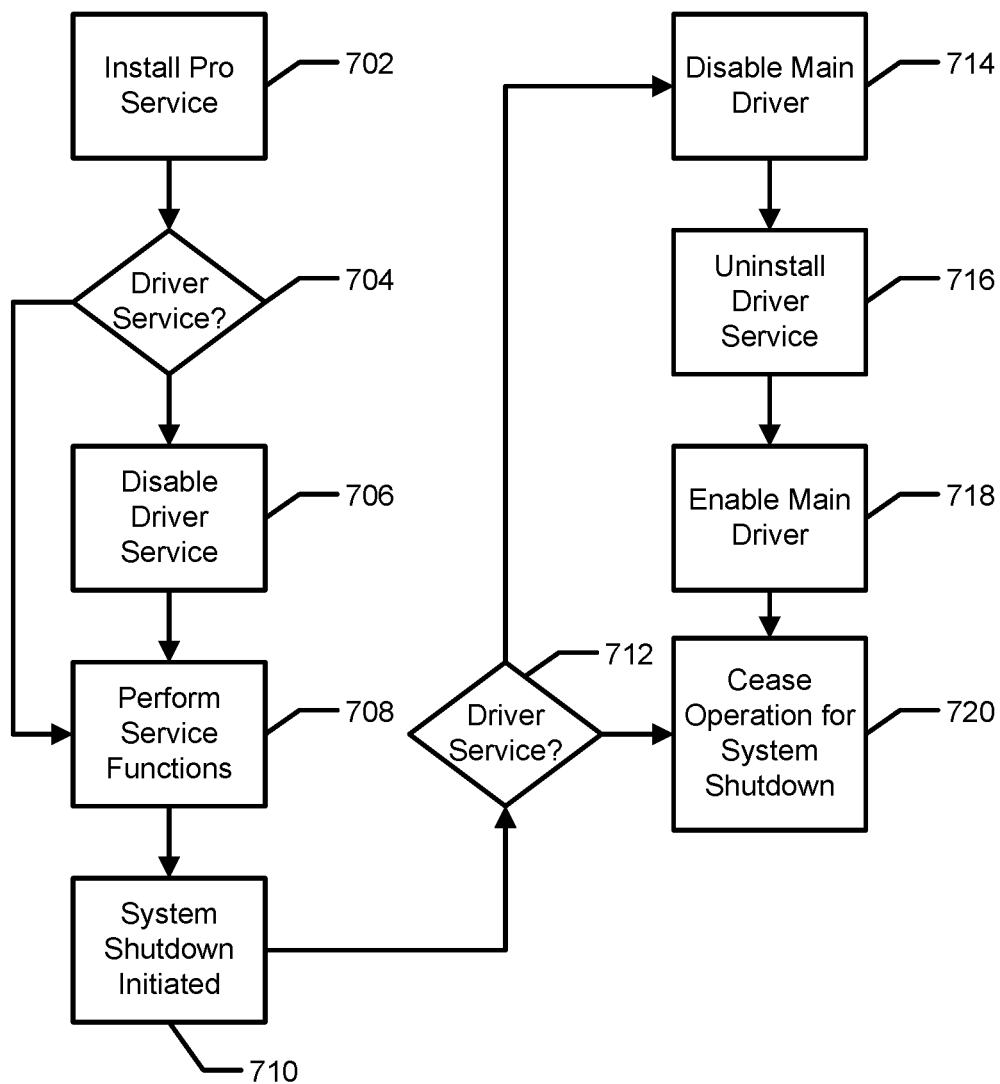 Install Pro
Service
702
Driver
Service?
704
Disable
Driver
Service
706
Perform
Service
Functions
708
System
Shutdown
Initiated
710
Driver
Service?
712
Disable Main
Driver
714
Uninstall
Driver
Service
716
Enable Main
Driver
718
Cease
Operation for
System
Shutdown
720